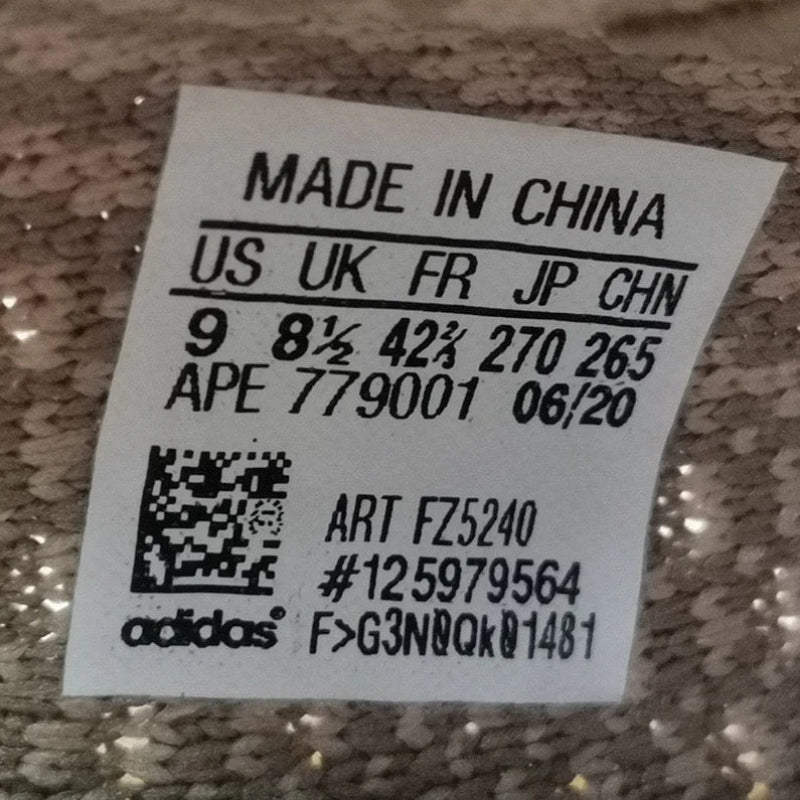 MADE IN CHINA
US UK FR JP CHN
9 8½ 42⅔ 270 265
APE 779001 06/20
ART FZ5240
#125979564
adidas®
F>G3N0Qk01481